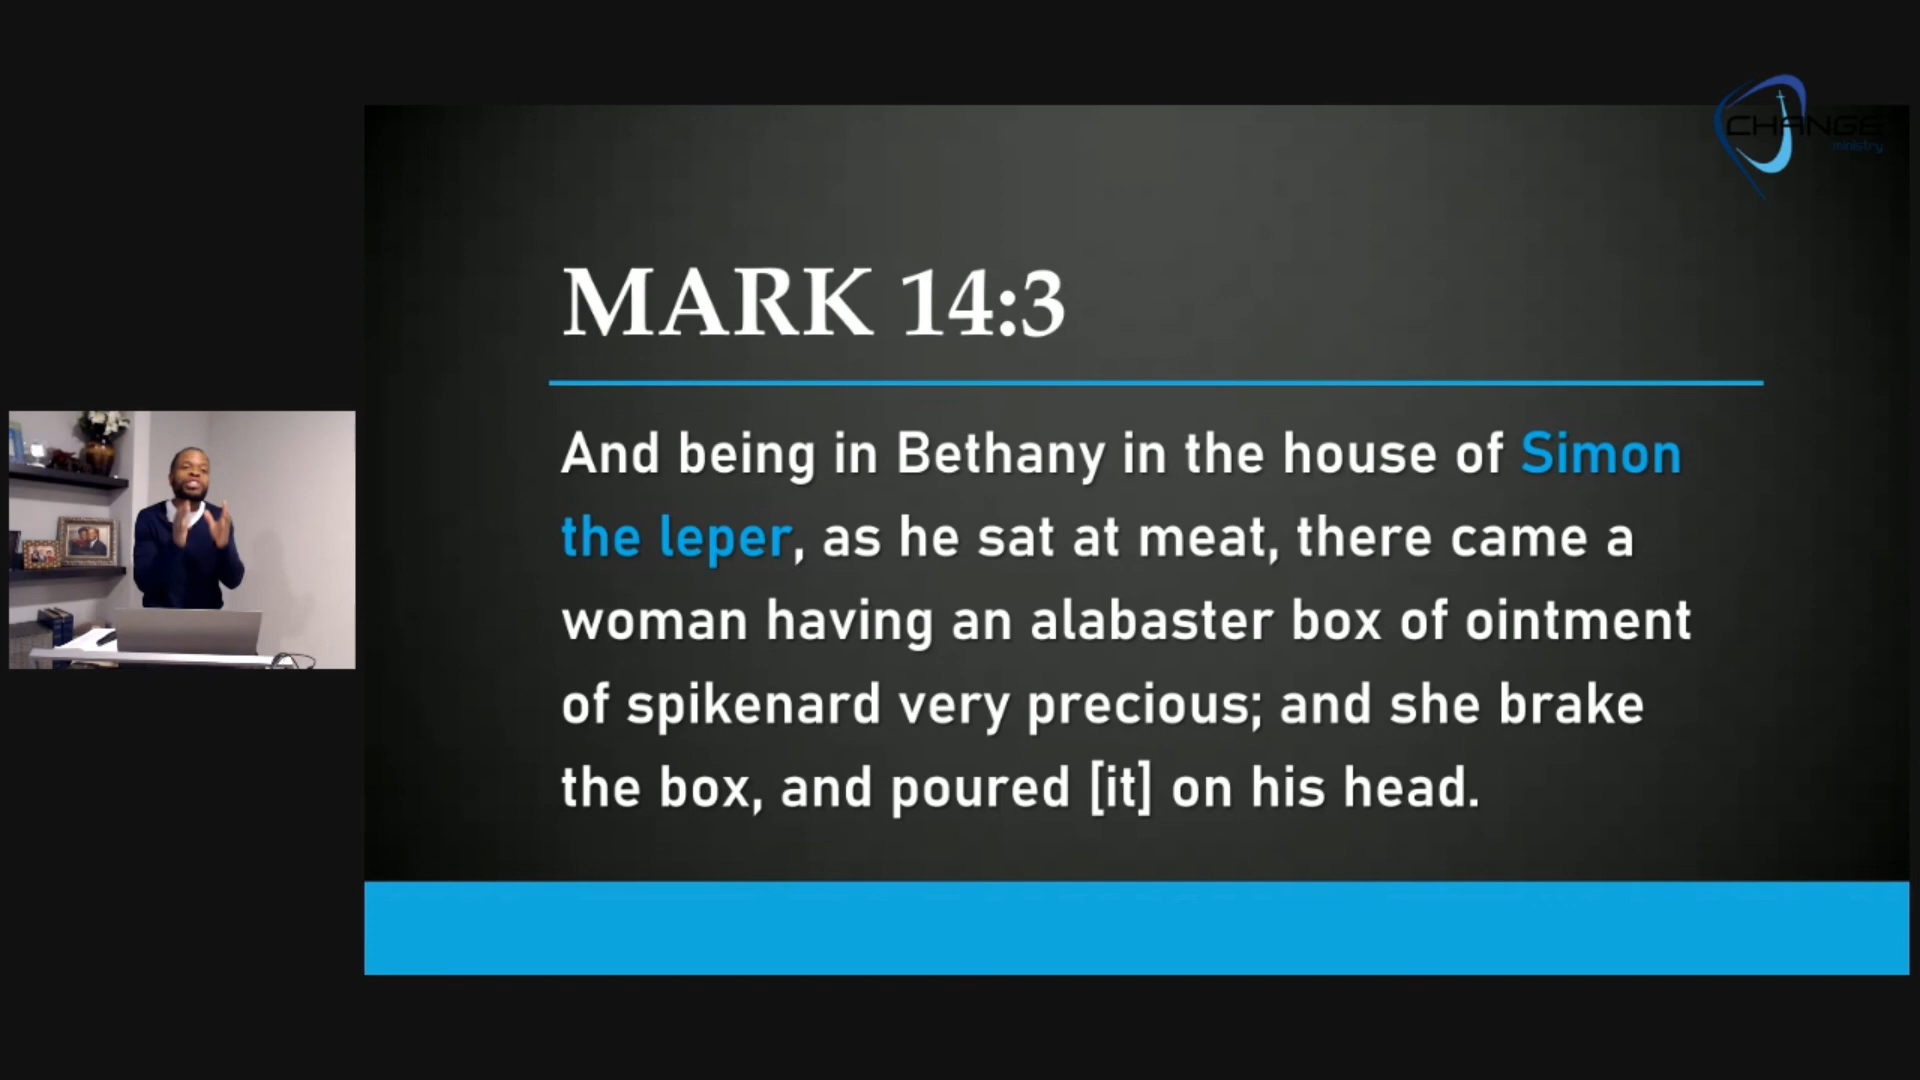 CHANGE
ministry
MARK 14:3
And being in Bethany in the house of Simon
the leper, as he sat at meat, there came a
woman having an alabaster box of ointment
of spikenard very precious; and she brake
the box, and poured [it] on his head.